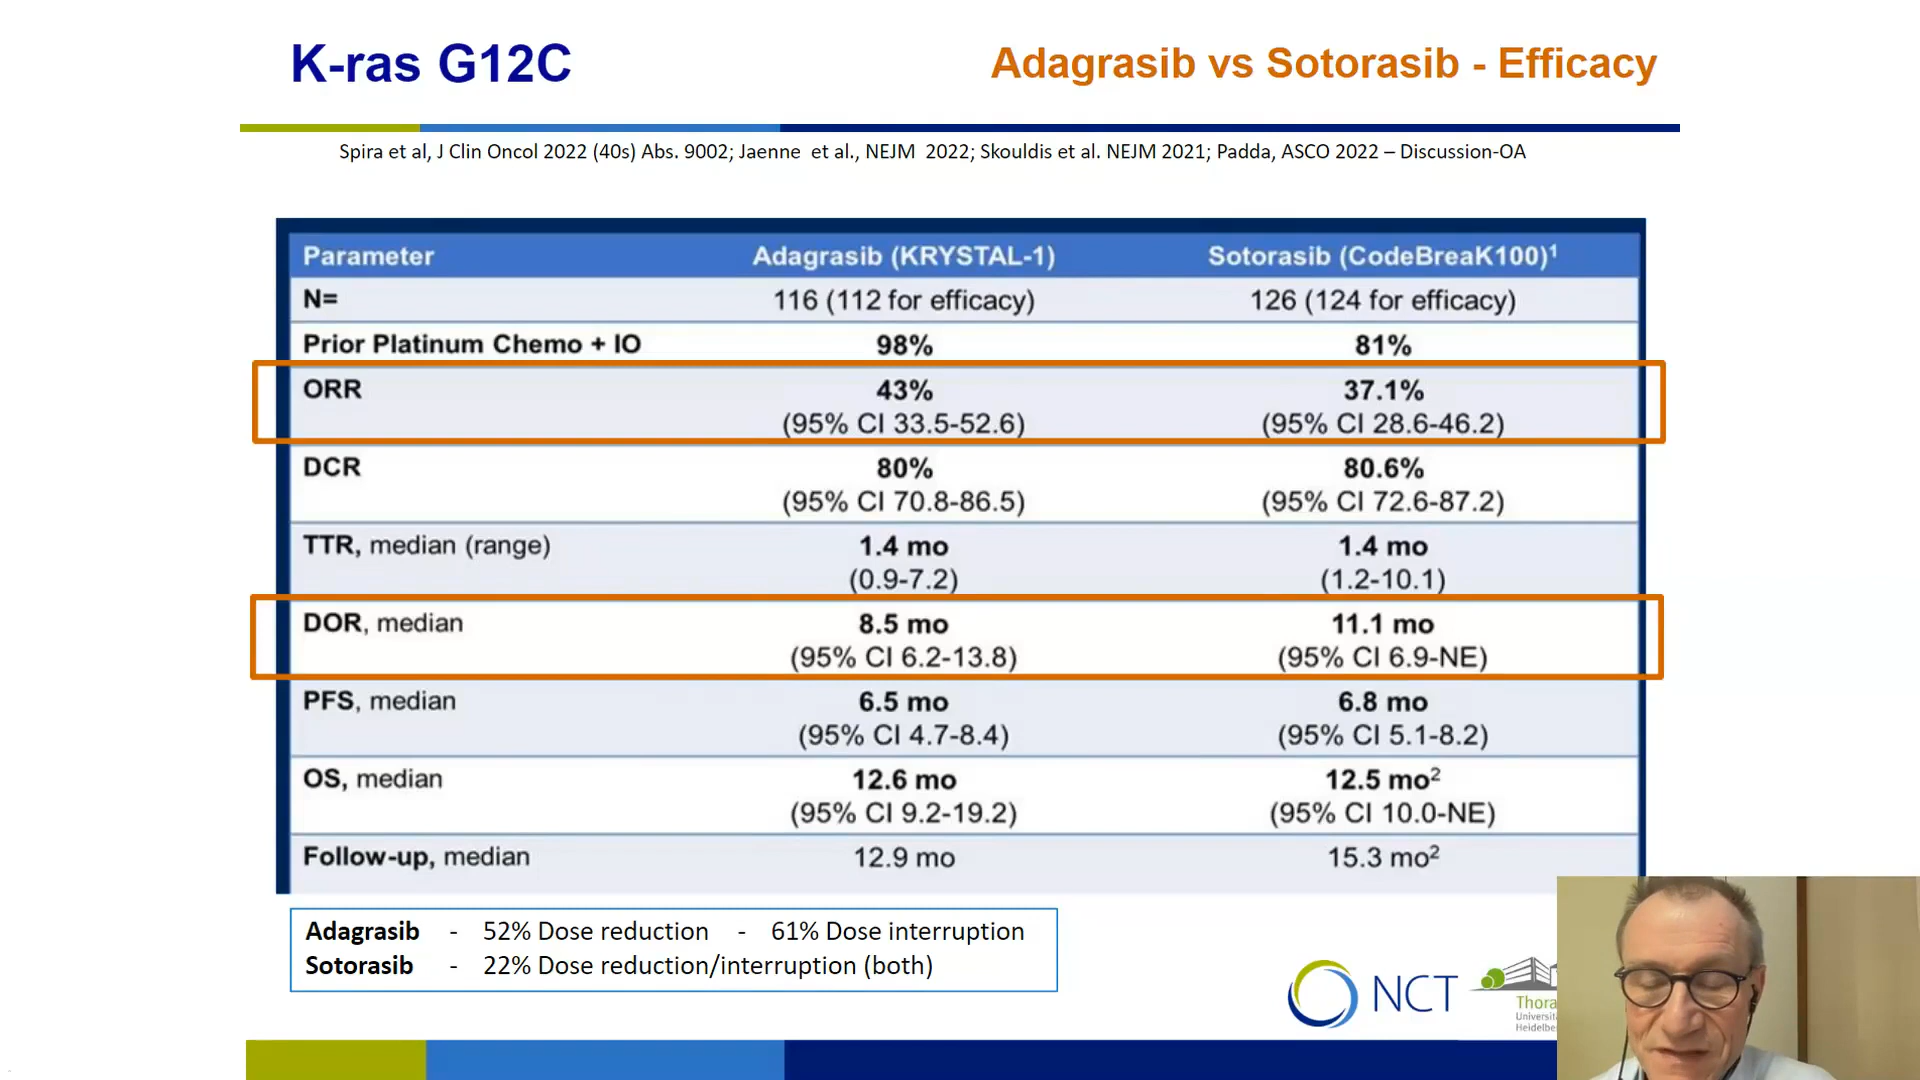 K-ras G12C
Adagrasib vs Sotorasib - Efficacy
Spira et al, J Clin Oncol 2022 (40s) Abs. 9002; Jaenne et al., NEJM 2022; Skouldis et al. NEJM 2021; Padda, ASCO 2022 – Discussion-OA
Parameter Adagrasib (KRYSTAL-1) Sotorasib (CodeBreaK100)¹
N= 116 (112 for efficacy) 126 (124 for efficacy)
Prior Platinum Chemo + IO 98% 81%
ORR 43% 37.1%
(95% CI 33.5-52.6) (95% CI 28.6-46.2)
DCR 80% 80.6%
(95% CI 70.8-86.5) (95% CI 72.6-87.2)
TTR, median (range) 1.4 mo 1.4 mo
(0.9-7.2) (1.2-10.1)
DOR, median 8.5 mo 11.1 mo
(95% CI 6.2-13.8) (95% CI 6.9-NE)
PFS, median 6.5 mo 6.8 mo
(95% CI 4.7-8.4) (95% CI 5.1-8.2)
OS, median 12.6 mo 12.5 mo²
(95% CI 9.2-19.2) (95% CI 10.0-NE)
Follow-up, median 12.9 mo 15.3 mo²
Adagrasib - 52% Dose reduction - 61% Dose interruption
Sotorasib - 22% Dose reduction/interruption (both)
NCT
Thora
Universita
Heidelbe